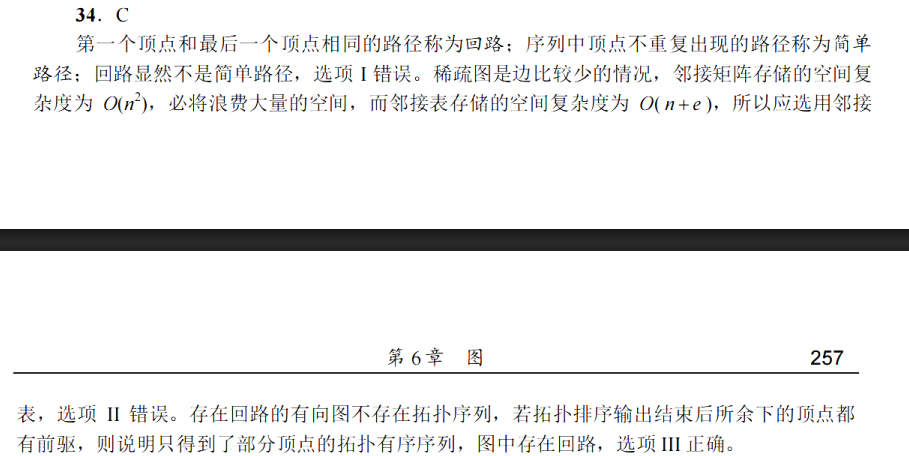 34．C
第一个顶点和最后一个顶点相同的路径称为回路；序列中顶点不重复出现的路径称为简单
路径；回路显然不是简单路径，选项 I 错误。稀疏图是边比较少的情况，邻接矩阵存储的空间复
杂度为 O(n²)，必将浪费大量的空间，而邻接表存储的空间复杂度为 O( n+e )，所以应选用邻接
第 6 章 图 257
表，选项 II 错误。存在回路的有向图不存在拓扑序列，若拓扑排序输出结束后所余下的顶点都
有前驱，则说明只得到了部分顶点的拓扑有序序列，图中存在回路，选项 III 正确。